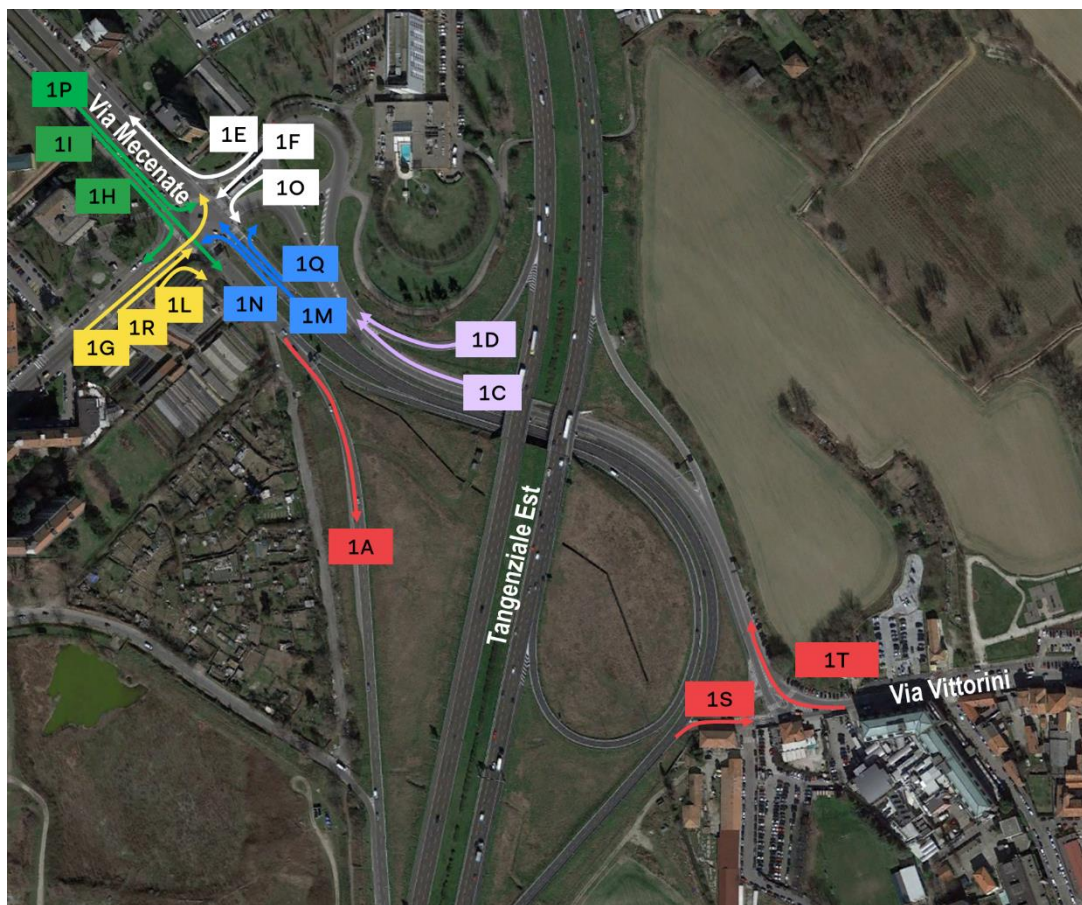 1P
Via Mecenate
1I
1E
1F
1H
1O
1Q
1L
1N
1M
1R
1G
1D
1C
1A
Tangenziale Est
1T
1S
Via Vittorini